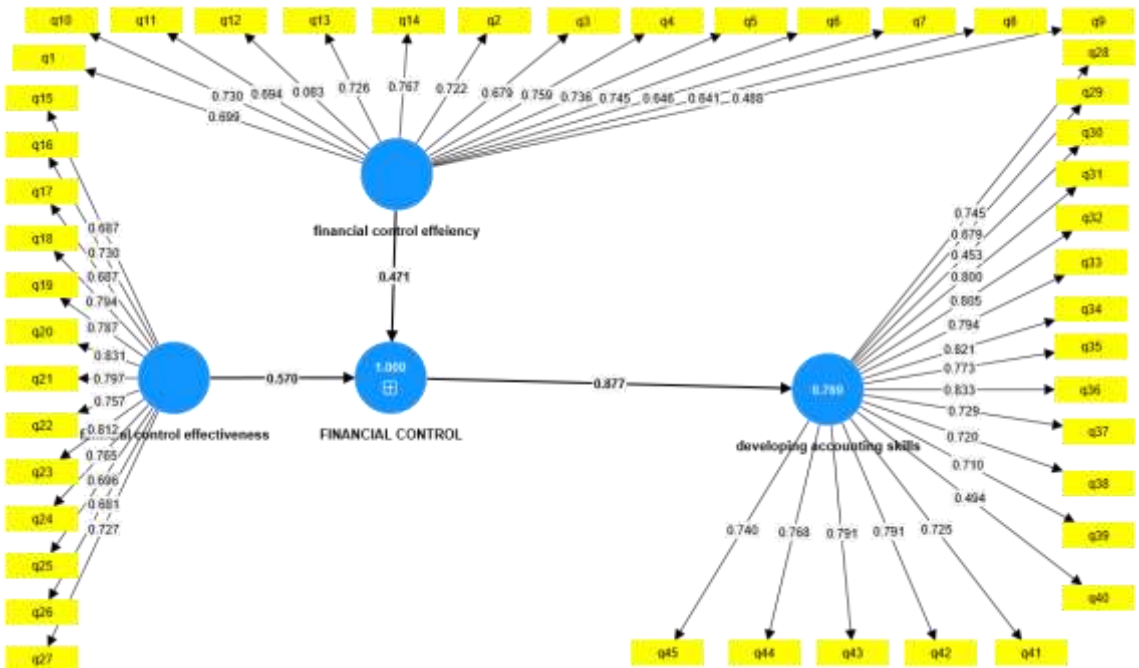 q10
q11
q12
q13
q14
q2
q3
q4
q5
q6
q7
q8
q9
q1
q28
q15
q29
q16
q30
q17
q31
q18
q32
q19
q33
q20
q34
q21
q35
q22
q36
q23
q37
q24
q38
q25
q39
q26
q40
q27
q45
q44
q43
q42
q41
0.699
0.730
0.694
0.726
0.767
0.722
0.679
0.759
0.736
0.745
0.646
0.641
0.488
financial control effeiency
0.471
0.687
0.730
0.687
0.794
0.787
0.831
0.797
0.757
0.812
0.765
0.696
0.681
0.727
control effectiveness
0.570
1.000
FINANCIAL CONTROL
0.877
developing accounting skills
0.745
0.679
0.453
0.800
0.794
0.821
0.773
0.833
0.729
0.720
0.710
0.494
0.740
0.768
0.791
0.791
0.725